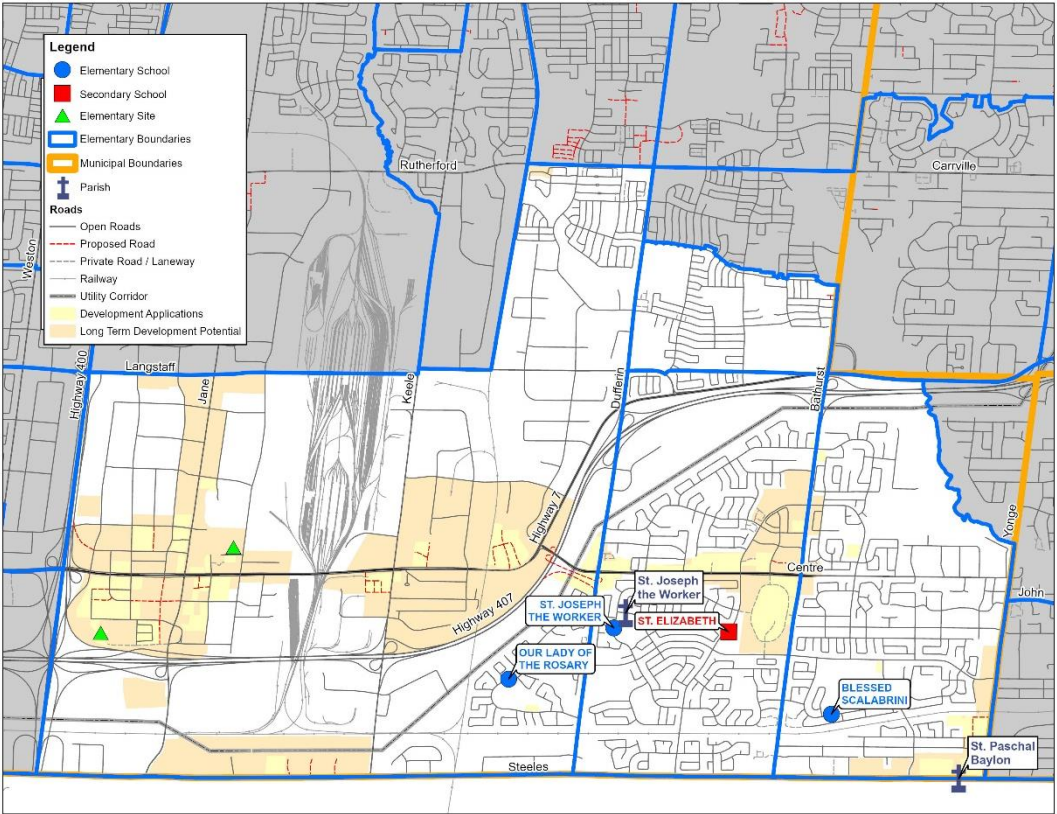 Legend
Elementary School
Secondary School
Elementary Site
Elementary Boundaries
Municipal Boundaries
Parish
Roads
Open Roads
Proposed Road
Private Road / Laneway
Railway
Utility Corridor
Development Applications
Long Term Development Potential
Rutherford
Carrville
Weston
Langstaff
Highway 400
Jane
Keele
Dufferin
Bathurst
Yonge
Highway 7
Centre
John
Highway 407
St. Joseph
the Worker
ST. JOSEPH
THE WORKER
ST. ELIZABETH
OUR LADY OF
THE ROSARY
BLESSED
SCALABRINI
St. Paschal
Baylon
Steeles